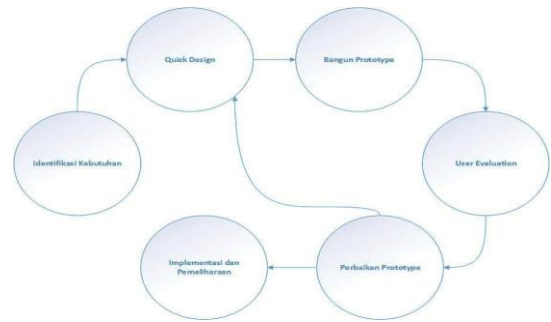 Quick Design
Bangun Prototype
Identifikasi Kebutuhan
User Evaluation
Implementasi dan
Pemeliharaan
Perbaikan Prototype